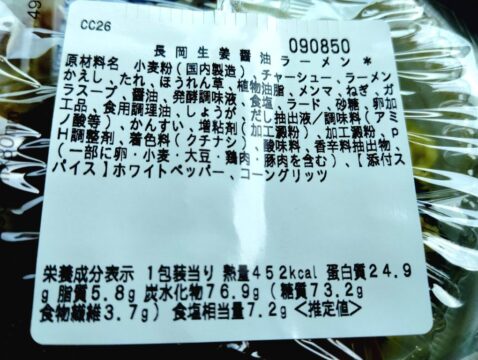 CC26
090850
長岡生姜醤油ラーメン＊
原材料名　小麦粉(国内製造)、チャーシュー、ラーメン
かえし、たれ、ほうれん草、植物油脂、メンマ、ねぎ、ガ
ラスープ、醤油、発酵調味液、食塩、ラード、砂糖、卵加
工品、食用調理油、しょうが　だし抽出液／調味料(アミ
ノ酸等)、かんすい、増粘剤(加工澱粉)、加工澱粉、ｐ
Ｈ調整剤、着色料(クチナシ)、酸味料、香辛料抽出物、
(一部に卵・小麦・大豆・鶏肉・豚肉を含む)、【添付ス
パイス】ホワイトペッパー、コーングリッツ
栄養成分表示　1包装当り　熱量452kcal　蛋白質24.9
g　脂質5.8g　炭水化物76.9g(糖質73.2g
食物繊維3.7g)　食塩相当量7.2g＜推定値＞